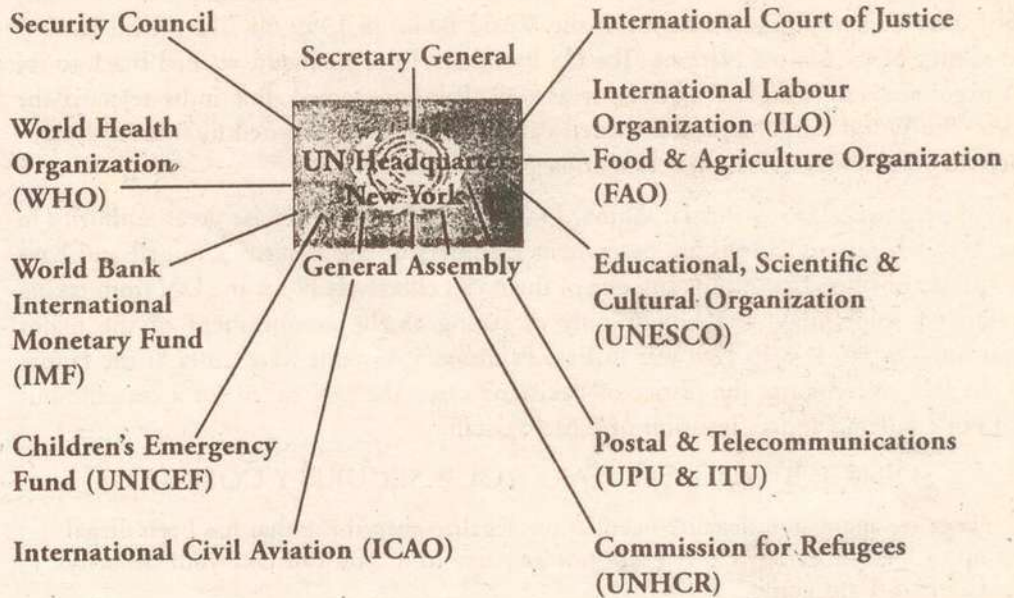 Security Council
Secretary General
International Court of Justice
World Health
Organization
(WHO)
UN Headquarters
New York
International Labour
Organization (ILO)
Food & Agriculture Organization
(FAO)
World Bank
International
Monetary Fund
(IMF)
General Assembly
Educational, Scientific &
Cultural Organization
(UNESCO)
Children's Emergency
Fund (UNICEF)
Postal & Telecommunications
(UPU & ITU)
International Civil Aviation (ICAO)
Commission for Refugees
(UNHCR)